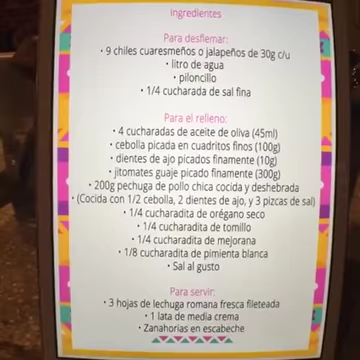 ingredientes
Para desflemar:
• 9 chiles cuaresmeños o jalapeños de 30g c/u
• litro de agua
• piloncillo
• 1/4 cucharada de sal fina
Para el relleno:
• 4 cucharadas de aceite de oliva (45ml)
• cebolla picada en cuadritos finos (100g)
• dientes de ajo picados finamente (10g)
• jitomates guaje picado finamente (300g)
• 200g pechuga de pollo chica cocida y deshebrada
• (Cocida con 1/2 cebolla, 2 dientes de ajo, y 3 pizcas de sal)
• 1/4 cucharadita de orégano seco
• 1/4 cucharadita de tomillo
• 1/4 cucharadita de mejorana
• 1/8 cucharadita de pimienta blanca
• Sal al gusto
Para servir:
• 3 hojas de lechuga romana fresca fileteada
• 1 lata de media crema
• Zanahorias en escabeche